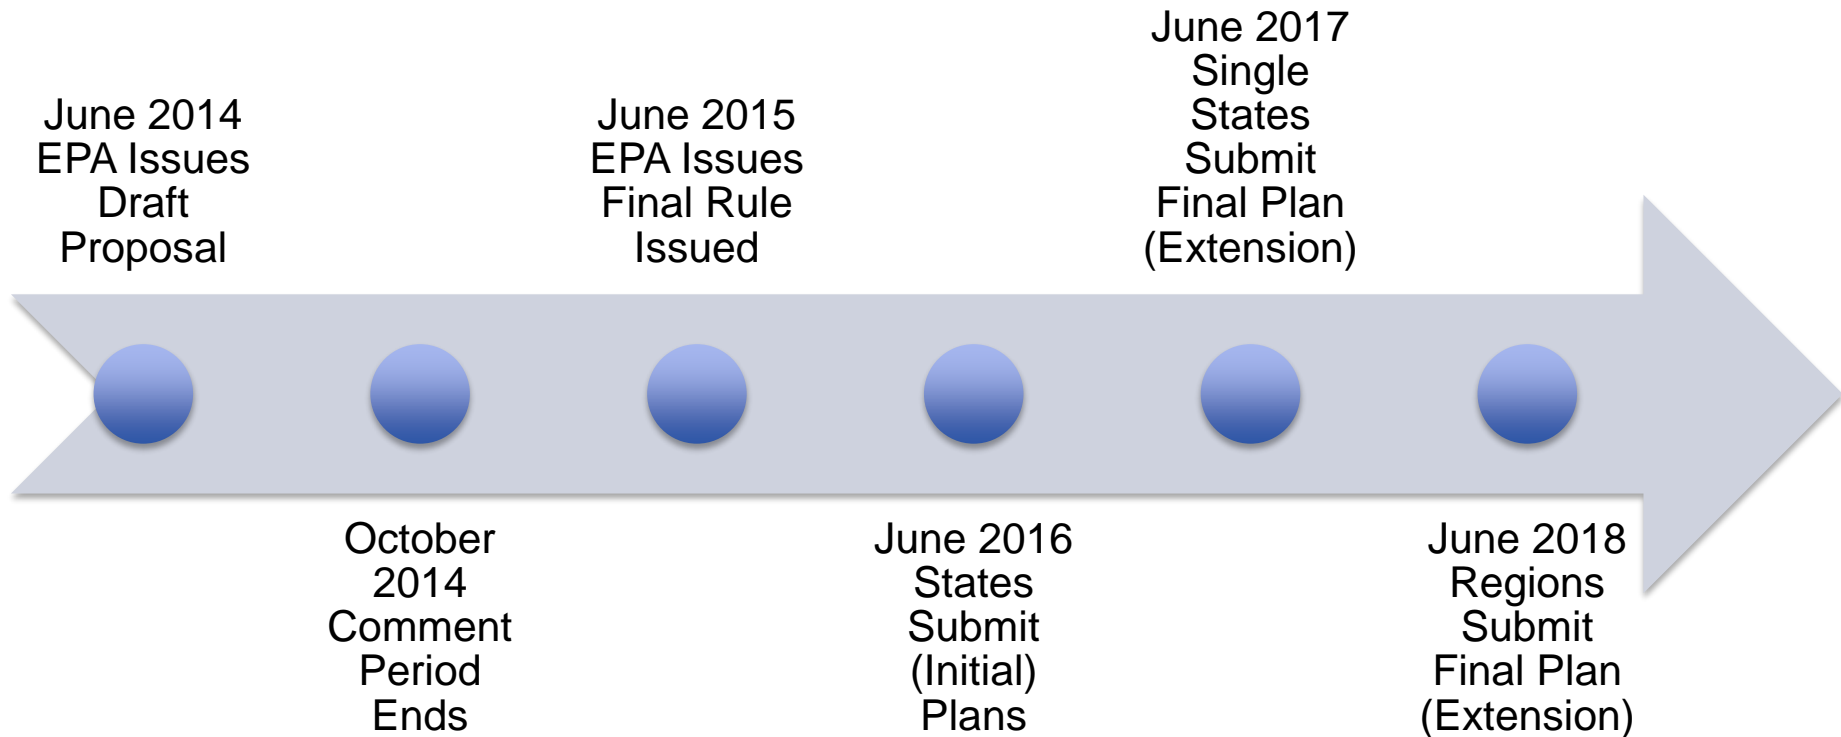 June 2014
EPA Issues
Draft
Proposal
October
2014
Comment
Period
Ends
June 2015
EPA Issues
Final Rule
Issued
June 2016
States
Submit
(Initial)
Plans
June 2017
Single
States
Submit
Final Plan
(Extension)
June 2018
Regions
Submit
Final Plan
(Extension)